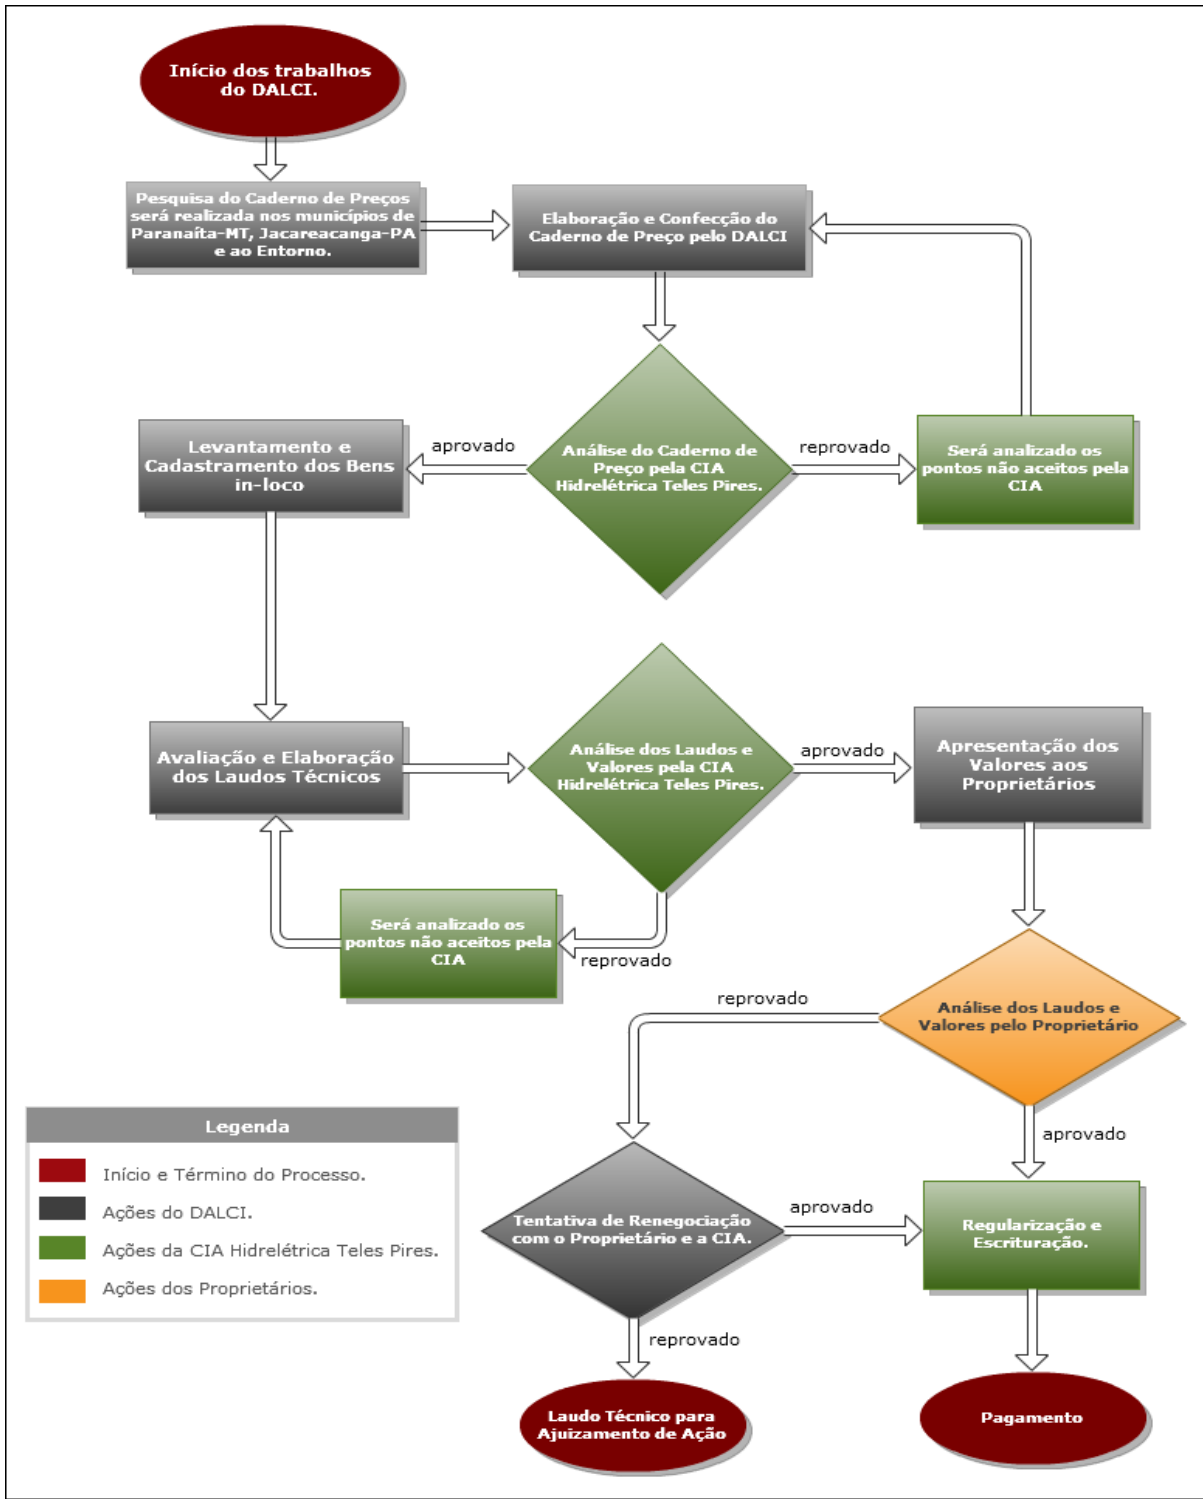 Início dos trabalhos
do DALCI.
Pesquisa do Caderno de Preços
será realizada nos municípios de
Paranaíta-MT, Jacareacanga-PA
e ao Entorno.
Elaboração e Confecção do
Caderno de Preço pelo DALCI
Levantamento e
Cadastramento dos Bens
in-loco
aprovado
Análise do Caderno de
Preço pela CIA
Hidrelétrica Teles Pires.
reprovado
Será analizado os
pontos não aceitos pela
CIA
Avaliação e Elaboração
dos Laudos Técnicos
Análise dos Laudos e
Valores pela CIA
Hidrelétrica Teles Pires.
aprovado
Apresentação dos
Valores aos
Proprietários
Será analizado os
pontos não aceitos pela
CIA
reprovado
reprovado
Análise dos Laudos e
Valores pelo Proprietário
aprovado
Legenda
Início e Término do Processo.
Ações do DALCI.
Ações da CIA Hidrelétrica Teles Pires.
Ações dos Proprietários.
Tentativa de Renegociação
com o Proprietário e a CIA.
aprovado
Regularização e
Escrituração.
reprovado
Laudo Técnico para
Ajuizamento de Ação
Pagamento